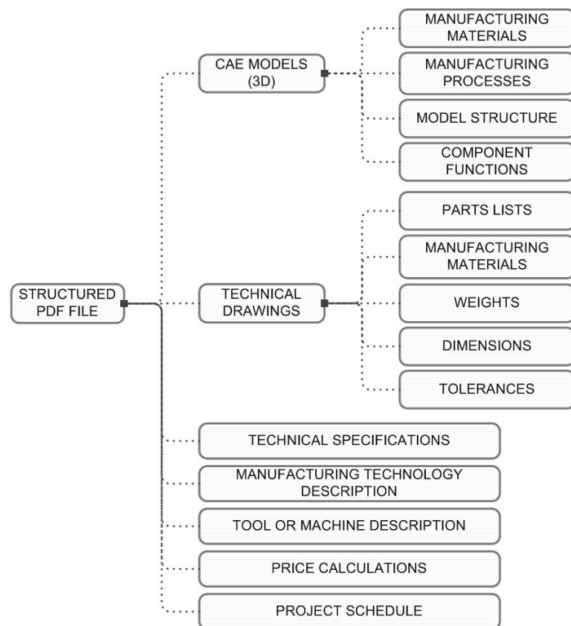 STRUCTURED
PDF FILE
CAE MODELS
(3D)
MANUFACTURING
MATERIALS
MANUFACTURING
PROCESSES
MODEL STRUCTURE
COMPONENT
FUNCTIONS
TECHNICAL
DRAWINGS
PARTS LISTS
MANUFACTURING
MATERIALS
WEIGHTS
DIMENSIONS
TOLERANCES
TECHNICAL SPECIFICATIONS
MANUFACTURING TECHNOLOGY
DESCRIPTION
TOOL OR MACHINE DESCRIPTION
PRICE CALCULATIONS
PROJECT SCHEDULE